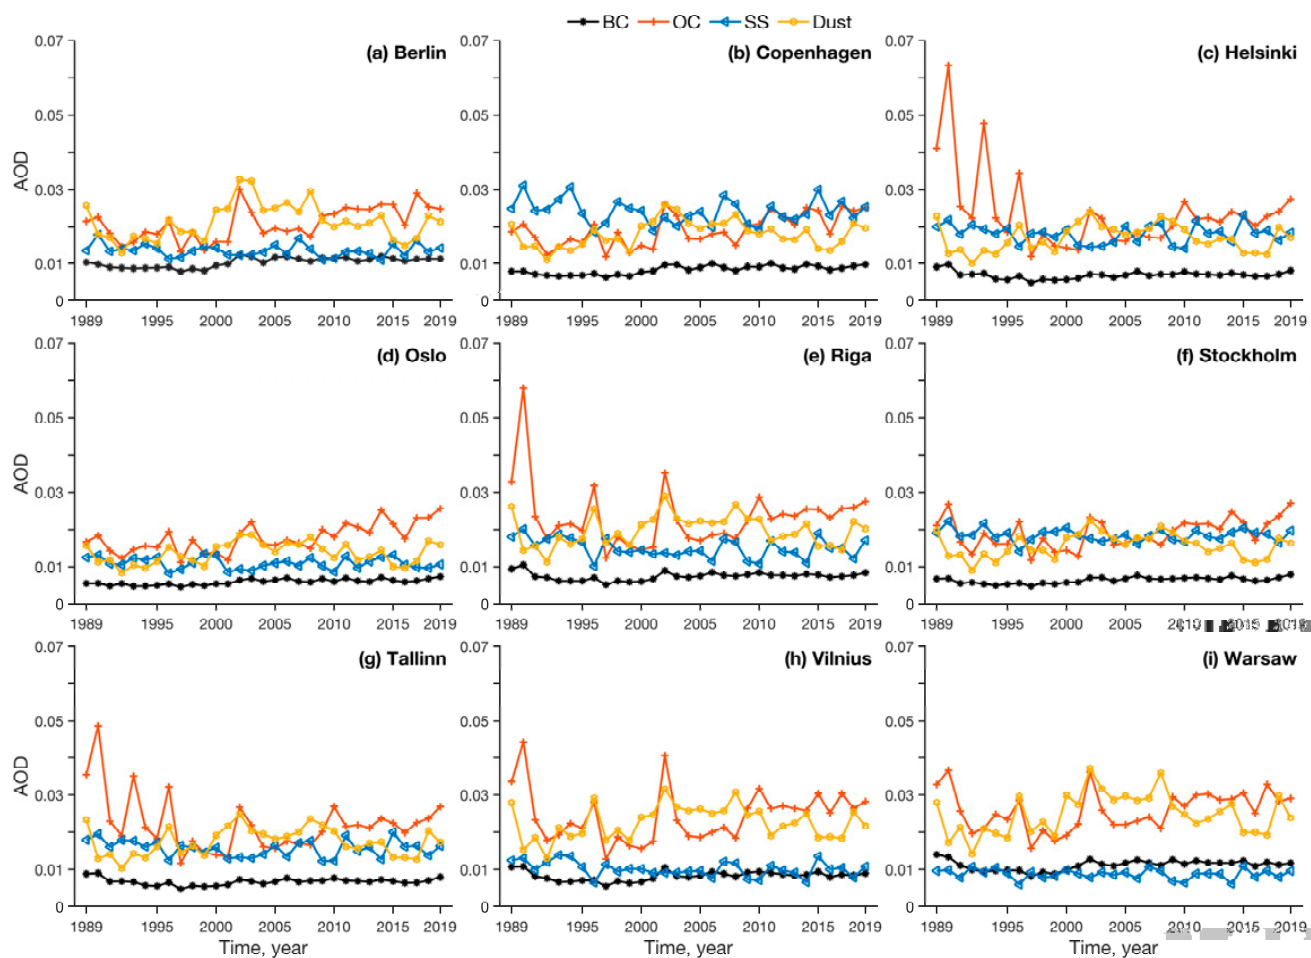 BC OC SS Dust
(a) Berlin
(b) Copenhagen
(c) Helsinki
0.07 0.07 0.07
0.05 0.05 0.05
AOD
0.03 0.03 0.03
0.01 0.01 0.01
0 0 0
1989 1995 2000 2005 2010 2015 2019 1989 1995 2000 2005 2010 2015 2019 1989 1995 2000 2005 2010 2015 2019
(d) Oslo
(e) Riga
(f) Stockholm
0.07 0.07 0.07
0.05 0.05 0.05
AOD
0.03 0.03 0.03
0.01 0.01 0.01
0 0 0
1989 1995 2000 2005 2010 2015 2019 1989 1995 2000 2005 2010 2015 2019 1989 1995 2000 2005
(g) Tallinn
(h) Vilnius
(i) Warsaw
0.07 0.07 0.07
0.05 0.05 0.05
AOD
0.03 0.03 0.03
0.01 0.01 0.01
0 0 0
1989 1995 2000 2005 2010 2015 2019 1989 1995 2000 2005 2010 2015 2019 1989 1995 2000 2005 2010 2015 2019
Time, year Time, year Time, year